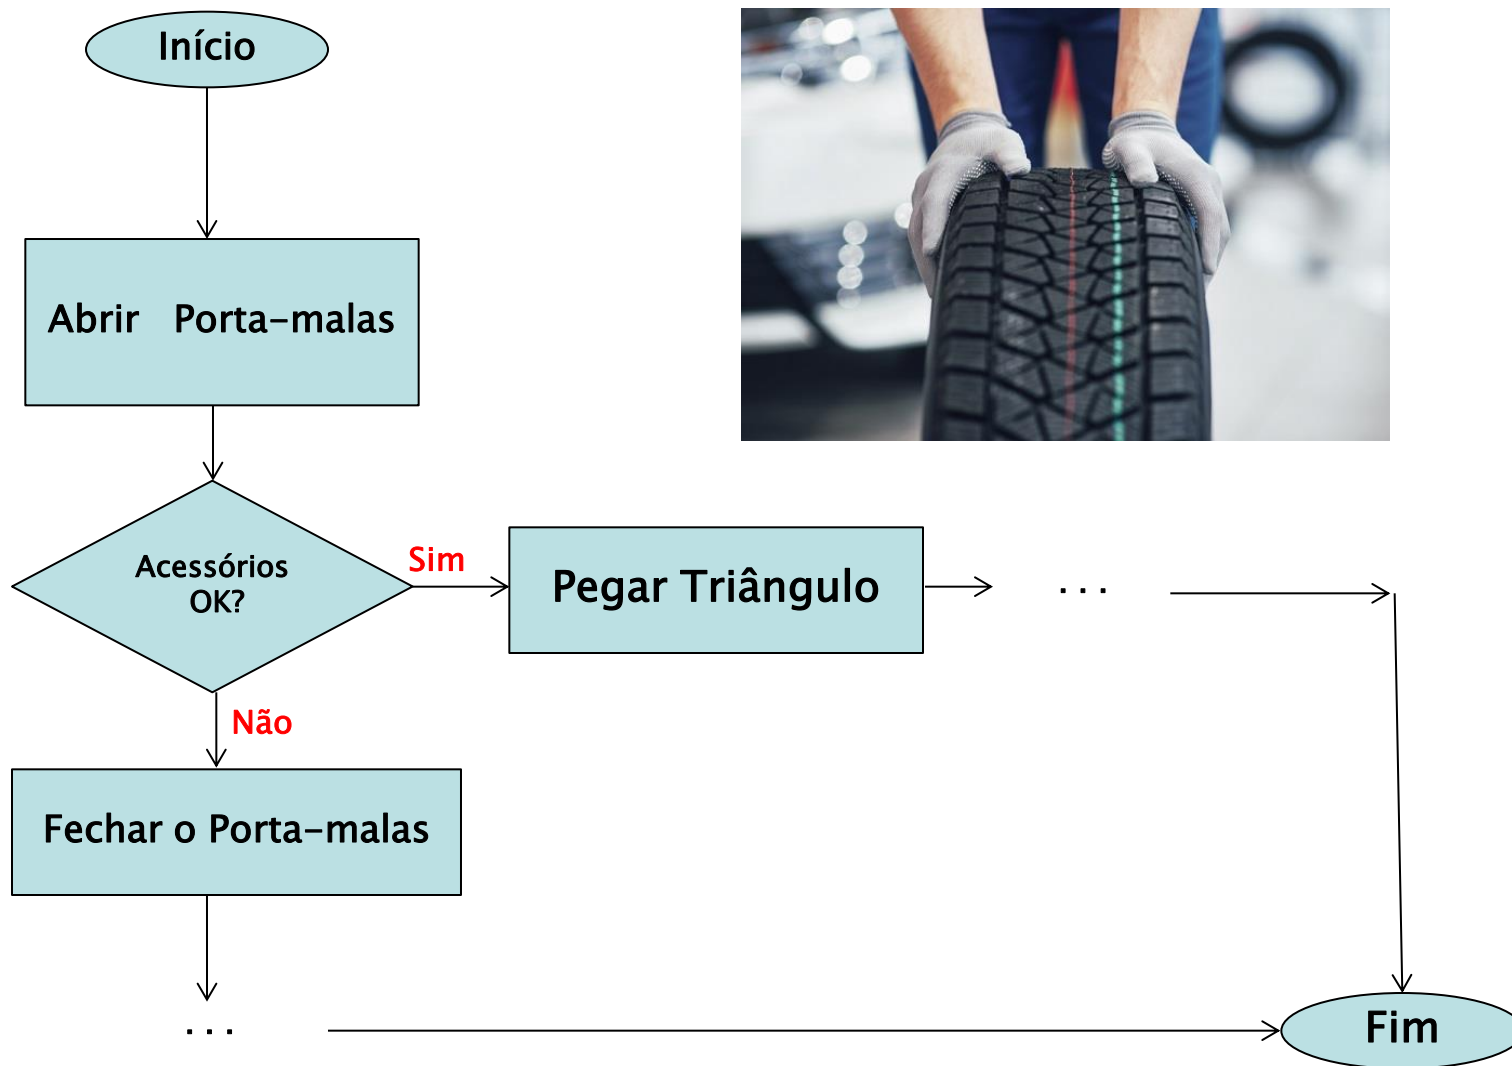 Início
Abrir Porta-malas
Acessórios
OK?
Sim
Pegar Triângulo
...
Não
Fechar o Porta-malas
...
Fim